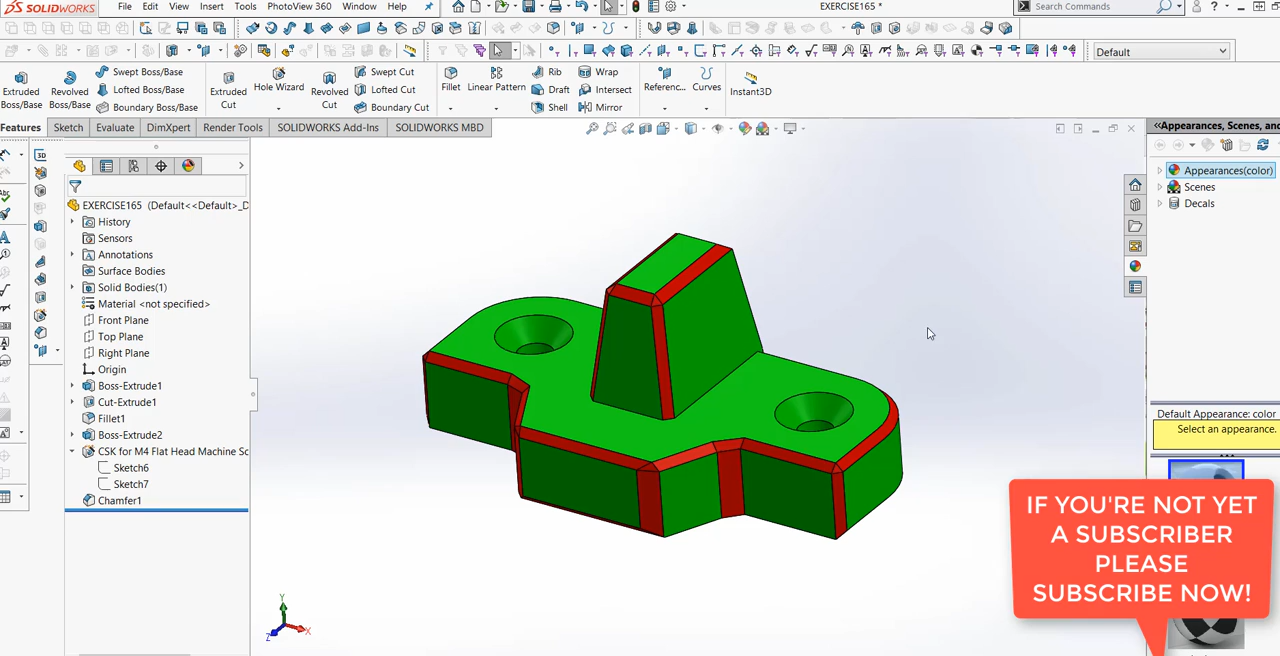 SOLIDWORKS File Edit View Insert Tools PhotoView 360 Window Help EXERCISE165 * Search Commands
Default
Extruded Boss/Base
Revolved Boss/Base
Swept Boss/Base
Lofted Boss/Base
Boundary Boss/Base
Extruded Cut
Hole Wizard
Revolved Cut
Swept Cut
Lofted Cut
Boundary Cut
Fillet
Linear Pattern
Rib
Draft
Shell
Wrap
Intersect
Mirror
Referenc...
Curves
Instant3D
Features Sketch Evaluate DimXpert Render Tools SOLIDWORKS Add-Ins SOLIDWORKS MBD
EXERCISE165 (Default<<Default>_D
History
Sensors
Annotations
Surface Bodies
Solid Bodies(1)
Material <not specified>
Front Plane
Top Plane
Right Plane
Origin
Boss-Extrude1
Cut-Extrude1
Fillet1
Boss-Extrude2
CSK for M4 Flat Head Machine Sc
Sketch6
Sketch7
Chamfer1
Y
X
Z
<<Appearances, Scenes, and
Appearances(color)
Scenes
Decals
Default Appearance: color
Select an appearance.
IF YOU'RE NOT YET
A SUBSCRIBER
PLEASE
SUBSCRIBE NOW!